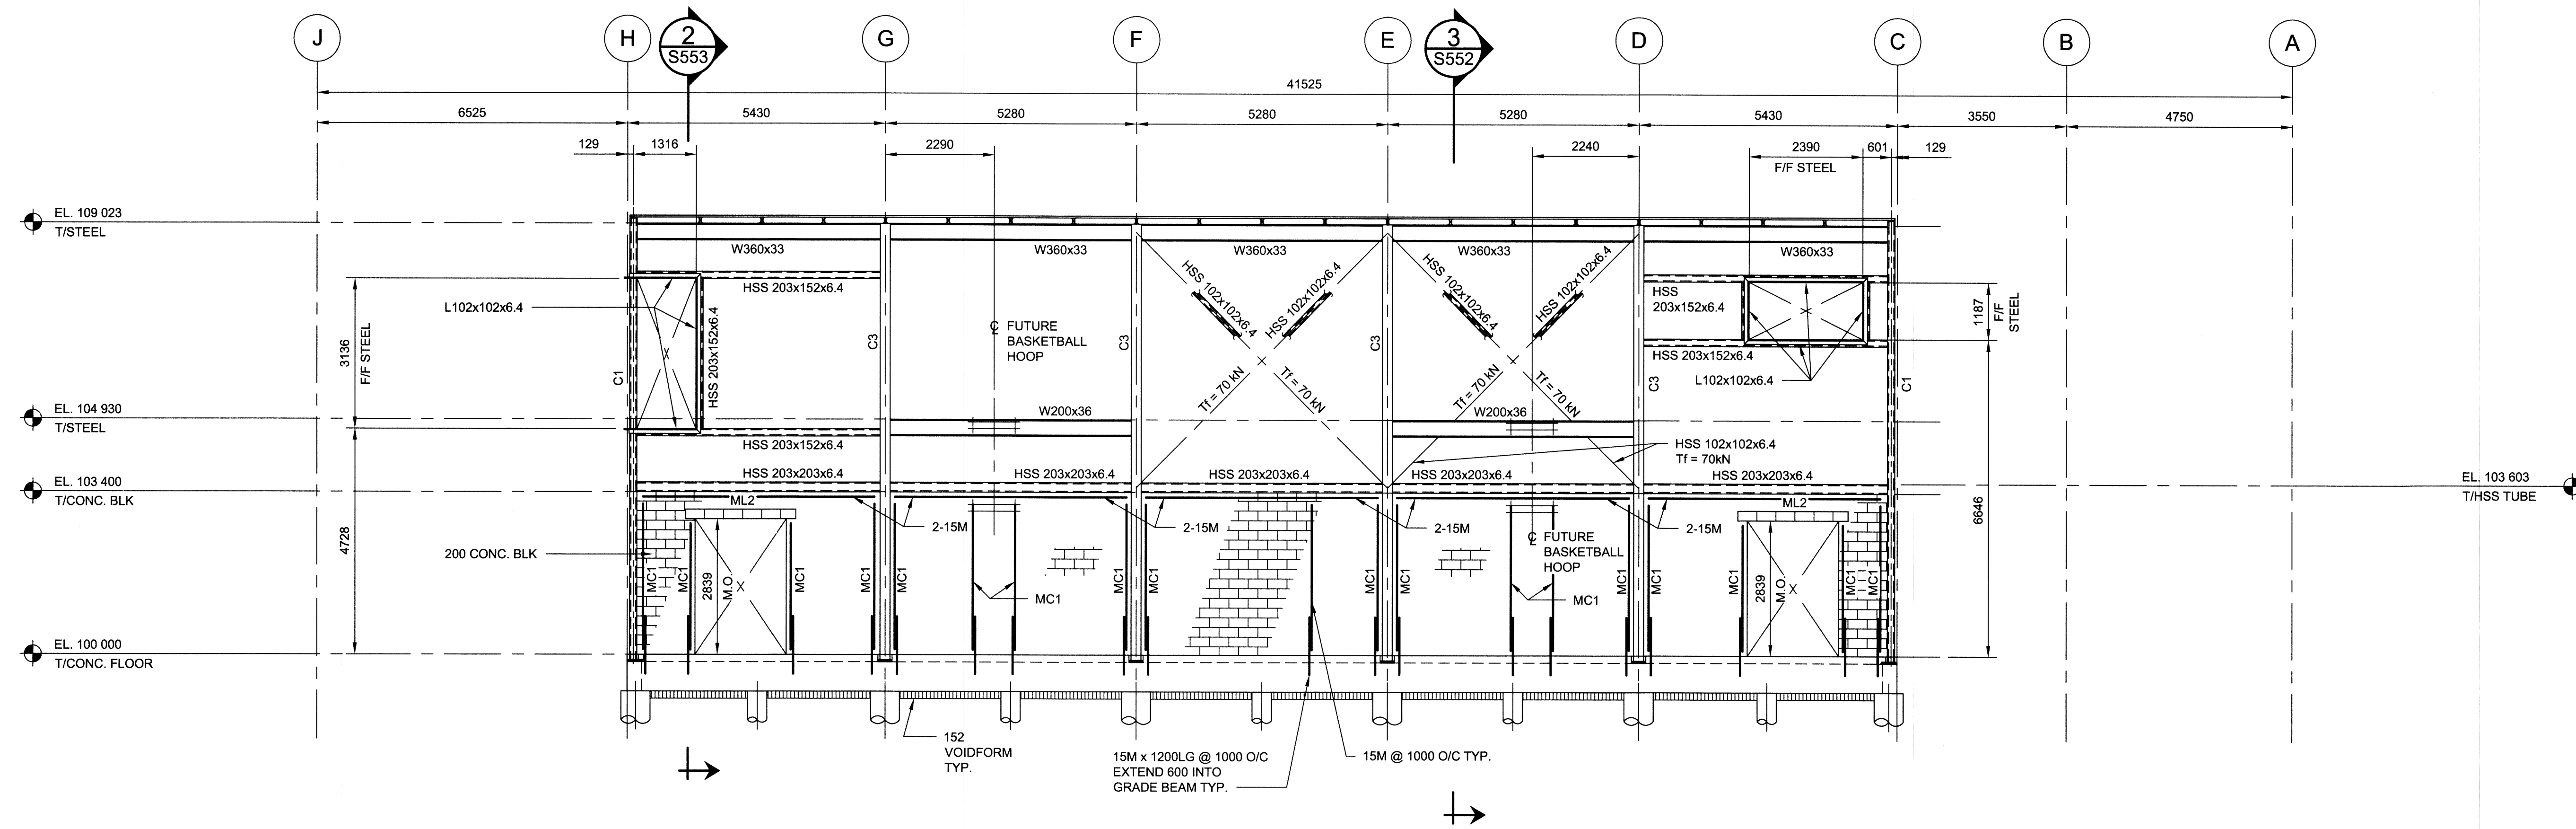 J
H
2
S553
G
F
E
3
S552
D
C
B
A
41525
6525
5430
5280
5280
5280
5430
3550
4750
129
1316
2290
2240
2390
601
129
F/F STEEL
EL. 109 023
T/STEEL
W360x33
W360x33
W360x33
W360x33
W360x33
HSS 203x152x6.4
HSS 102x102x6.4
HSS 102x102x6.4
HSS 102x102x6.4
HSS 102x102x6.4
HSS
203x152x6.4
1187
F/F
STEEL
L102x102x6.4
HSS 203x152x6.4
3136
F/F STEEL
℄ FUTURE
BASKETBALL
HOOP
C1
C3
C3
C3
C3
C1
HSS 203x152x6.4
L102x102x6.4
Tf = 70 kN
Tf = 70 kN
Tf = 70 kN
Tf = 70 kN
EL. 104 930
T/STEEL
W200x36
W200x36
HSS 203x152x6.4
HSS 102x102x6.4
Tf = 70kN
HSS 203x203x6.4
HSS 203x203x6.4
HSS 203x203x6.4
HSS 203x203x6.4
HSS 203x203x6.4
EL. 103 400
T/CONC. BLK
EL. 103 603
T/HSS TUBE
ML2
ML2
2-15M
2-15M
2-15M
2-15M
4728
6646
200 CONC. BLK
℄ FUTURE
BASKETBALL
HOOP
MC1
MC1
2839
M.O.
MC1
MC1
MC1
MC1
MC1
MC1
MC1
MC1
MC1
MC1
MC1
MC1
MC1
2839
M.O.
MC1
MC1
EL. 100 000
T/CONC. FLOOR
152
VOIDFORM
TYP.
15M x 1200LG @ 1000 O/C
EXTEND 600 INTO
GRADE BEAM TYP.
15M @ 1000 O/C TYP.